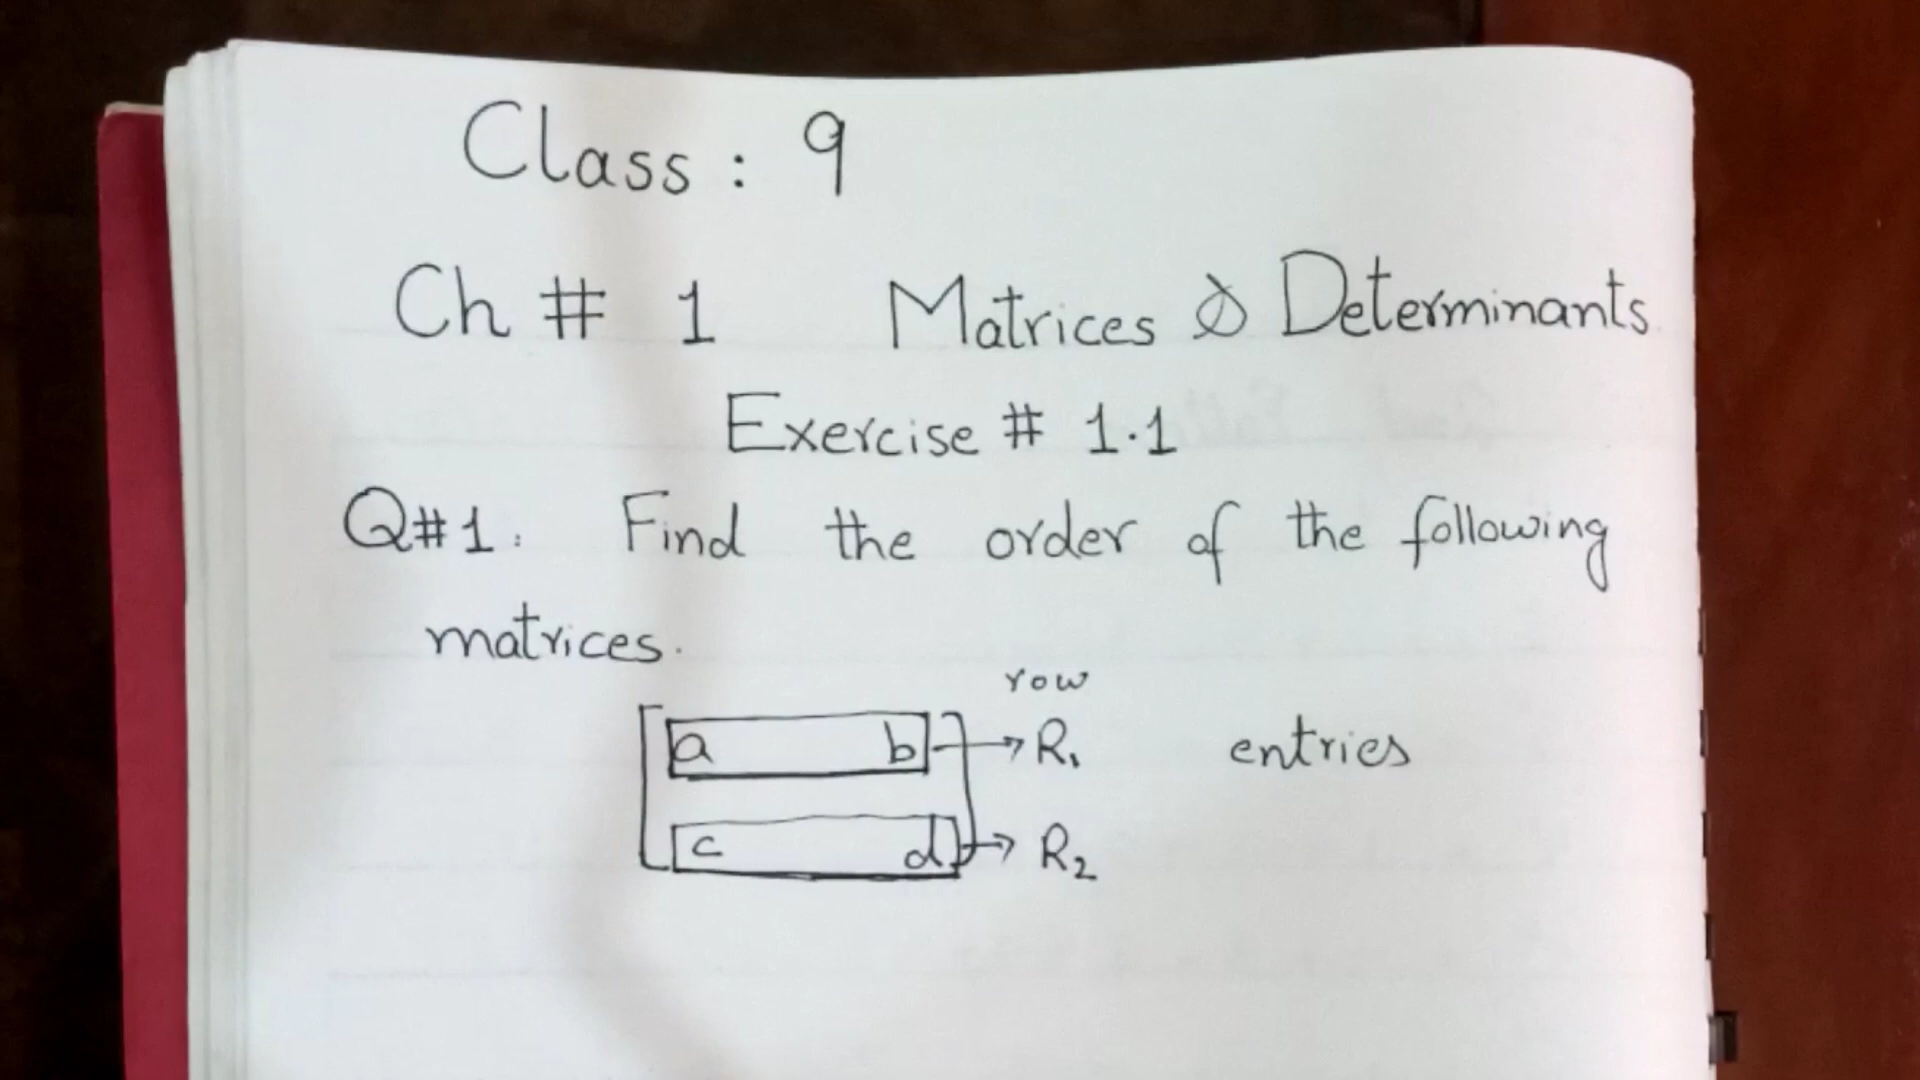 Class : 9
Ch # 1 Matrices & Determinants
Exercise # 1.1
Q#1. Find the order of the following
matrices.
row
a b → R₁ entries
c d → R₂